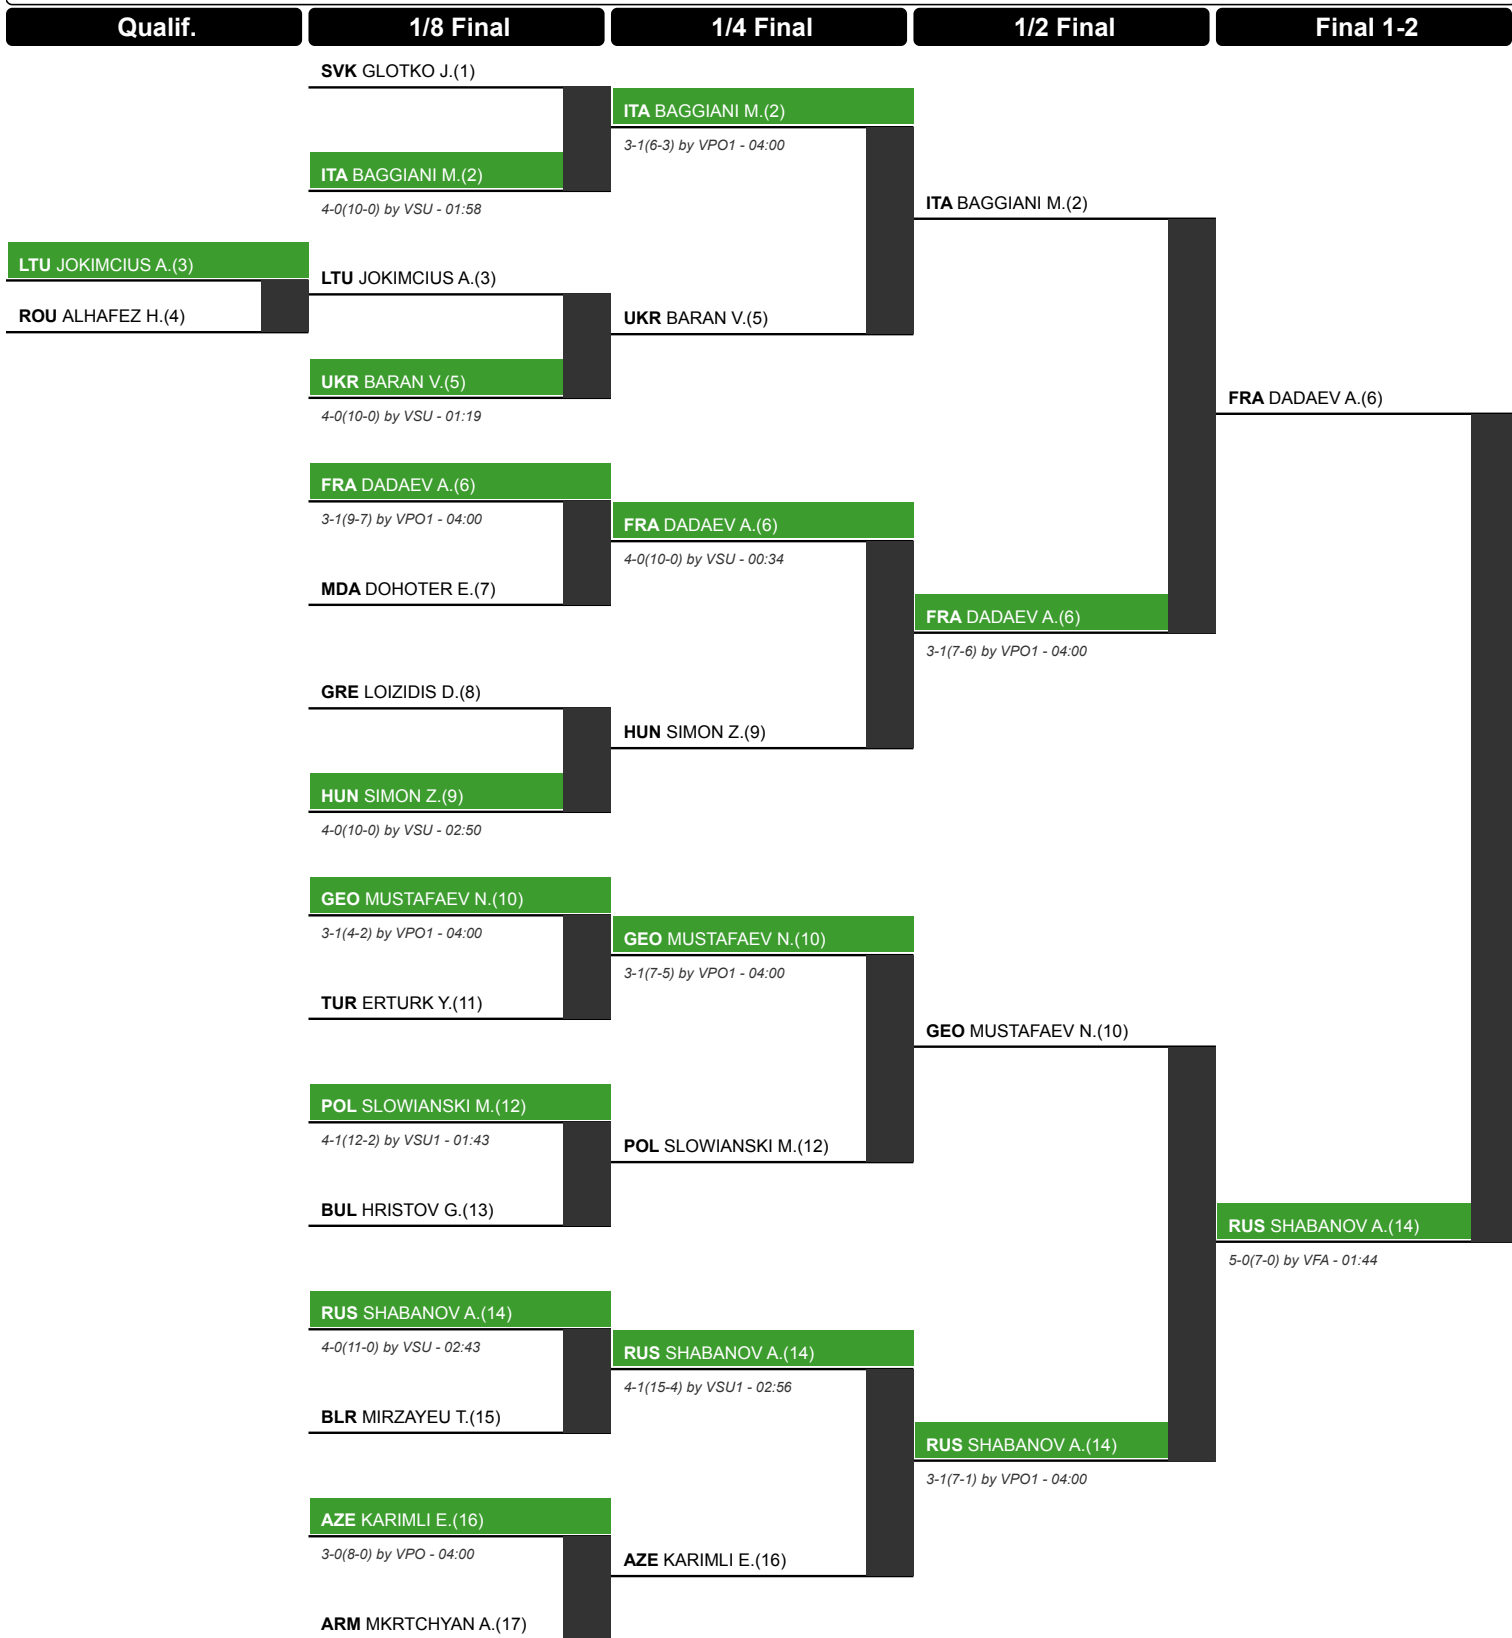 Qualif.
1/8 Final
1/4 Final
1/2 Final
Final 1-2
SVK GLOTKO J.(1)
ITA BAGGIANI M.(2)
3-1(6-3) by VPO1 - 04:00
ITA BAGGIANI M.(2)
4-0(10-0) by VSU - 01:58
ITA BAGGIANI M.(2)
LTU JOKIMCIUS A.(3)
LTU JOKIMCIUS A.(3)
ROU ALHAFEZ H.(4)
UKR BARAN V.(5)
UKR BARAN V.(5)
4-0(10-0) by VSU - 01:19
FRA DADAEV A.(6)
FRA DADAEV A.(6)
3-1(9-7) by VPO1 - 04:00
FRA DADAEV A.(6)
4-0(10-0) by VSU - 00:34
MDA DOHOTER E.(7)
FRA DADAEV A.(6)
3-1(7-6) by VPO1 - 04:00
GRE LOIZIDIS D.(8)
HUN SIMON Z.(9)
HUN SIMON Z.(9)
4-0(10-0) by VSU - 02:50
GEO MUSTAFAEV N.(10)
3-1(4-2) by VPO1 - 04:00
GEO MUSTAFAEV N.(10)
3-1(7-5) by VPO1 - 04:00
TUR ERTURK Y.(11)
GEO MUSTAFAEV N.(10)
POL SLOWIANSKI M.(12)
4-1(12-2) by VSU1 - 01:43
POL SLOWIANSKI M.(12)
BUL HRISTOV G.(13)
RUS SHABANOV A.(14)
5-0(7-0) by VFA - 01:44
RUS SHABANOV A.(14)
4-0(11-0) by VSU - 02:43
RUS SHABANOV A.(14)
4-1(15-4) by VSU1 - 02:56
BLR MIRZAYEU T.(15)
RUS SHABANOV A.(14)
3-1(7-1) by VPO1 - 04:00
AZE KARIMLI E.(16)
3-0(8-0) by VPO - 04:00
AZE KARIMLI E.(16)
ARM MKRTCHYAN A.(17)